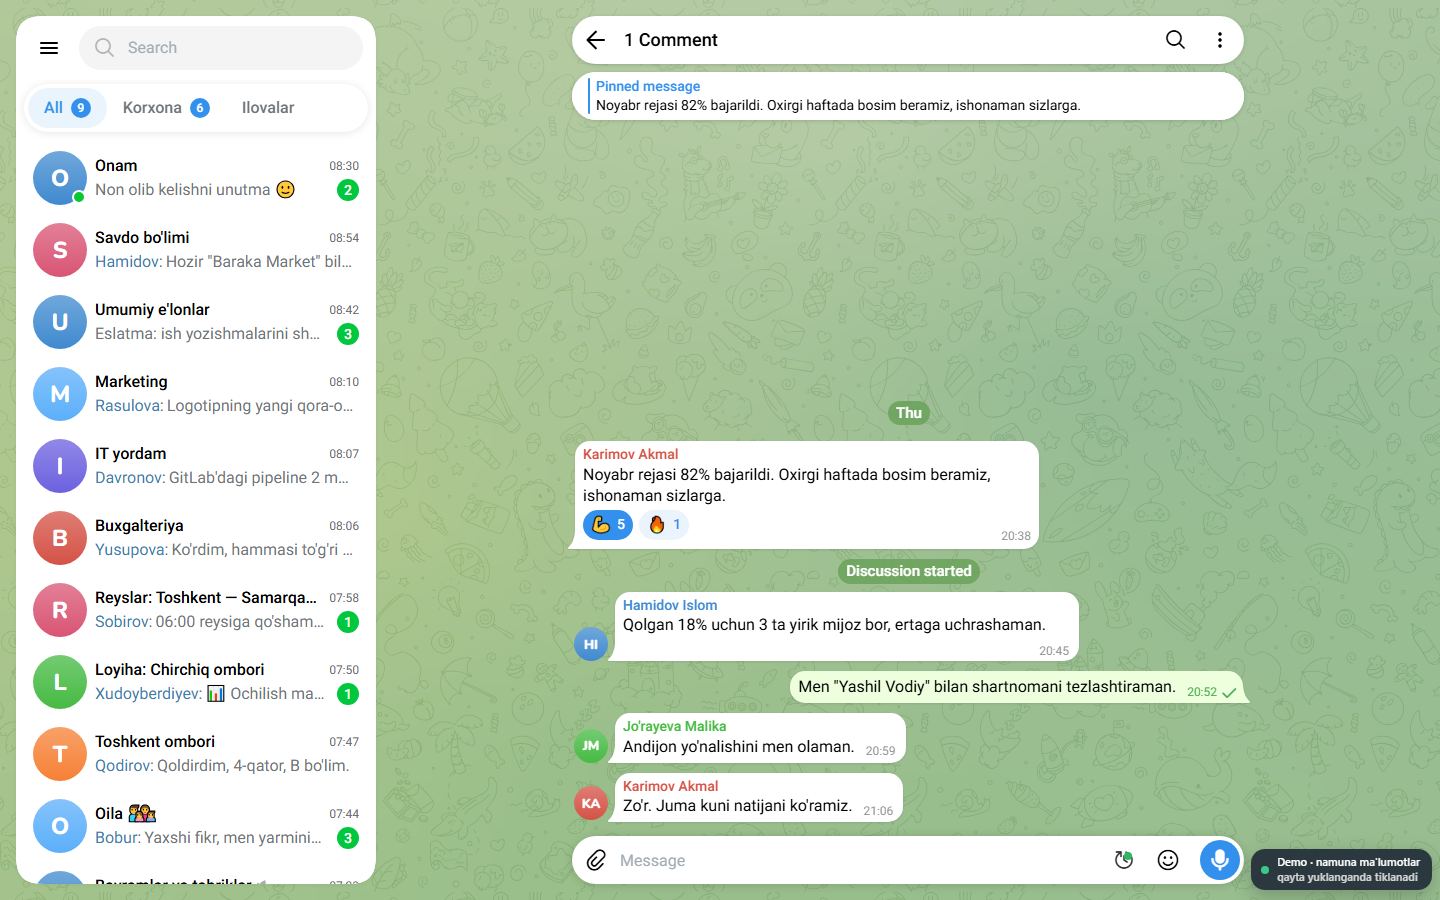 Search
All 9
Korxona 6
Ilovalar
O
Onam
08:30
Non olib kelishni unutma
2
S
Savdo bo'limi
08:54
Hamidov: Hozir "Baraka Market" bil…
U
Umumiy e'lonlar
08:42
Eslatma: ish yozishmalarini sh…
3
M
Marketing
08:10
Rasulova: Logotipning yangi qora-o…
I
IT yordam
08:07
Davronov: GitLab'dagi pipeline 2 m…
B
Buxgalteriya
08:06
Yusupova: Ko'rdim, hammasi to'g'ri …
R
Reyslar: Toshkent — Samarqa…
07:58
Sobirov: 06:00 reysiga qo'sham…
1
L
Loyiha: Chirchiq ombori
07:50
Xudoyberdiyev: 📊 Ochilish ma…
1
T
Toshkent ombori
07:47
Qodirov: Qoldirdim, 4-qator, B bo'lim.
O
Oila
07:44
Bobur: Yaxshi fikr, men yarmini…
3
1 Comment
Pinned message
Noyabr rejasi 82% bajarildi. Oxirgi haftada bosim beramiz, ishonaman sizlarga.
Thu
Karimov Akmal
Noyabr rejasi 82% bajarildi. Oxirgi haftada bosim beramiz,
ishonaman sizlarga.
💪 5 🔥 1
20:38
Discussion started
HI
Hamidov Islom
Qolgan 18% uchun 3 ta yirik mijoz bor, ertaga uchrashaman.
20:45
Men "Yashil Vodiy" bilan shartnomani tezlashtiraman. 20:52
JM
Jo'rayeva Malika
Andijon yo'nalishini men olaman. 20:59
KA
Karimov Akmal
Zo'r. Juma kuni natijani ko'ramiz. 21:06
Message
Demo · namuna ma'lumotlar
qayta yuklanganda tiklanadi